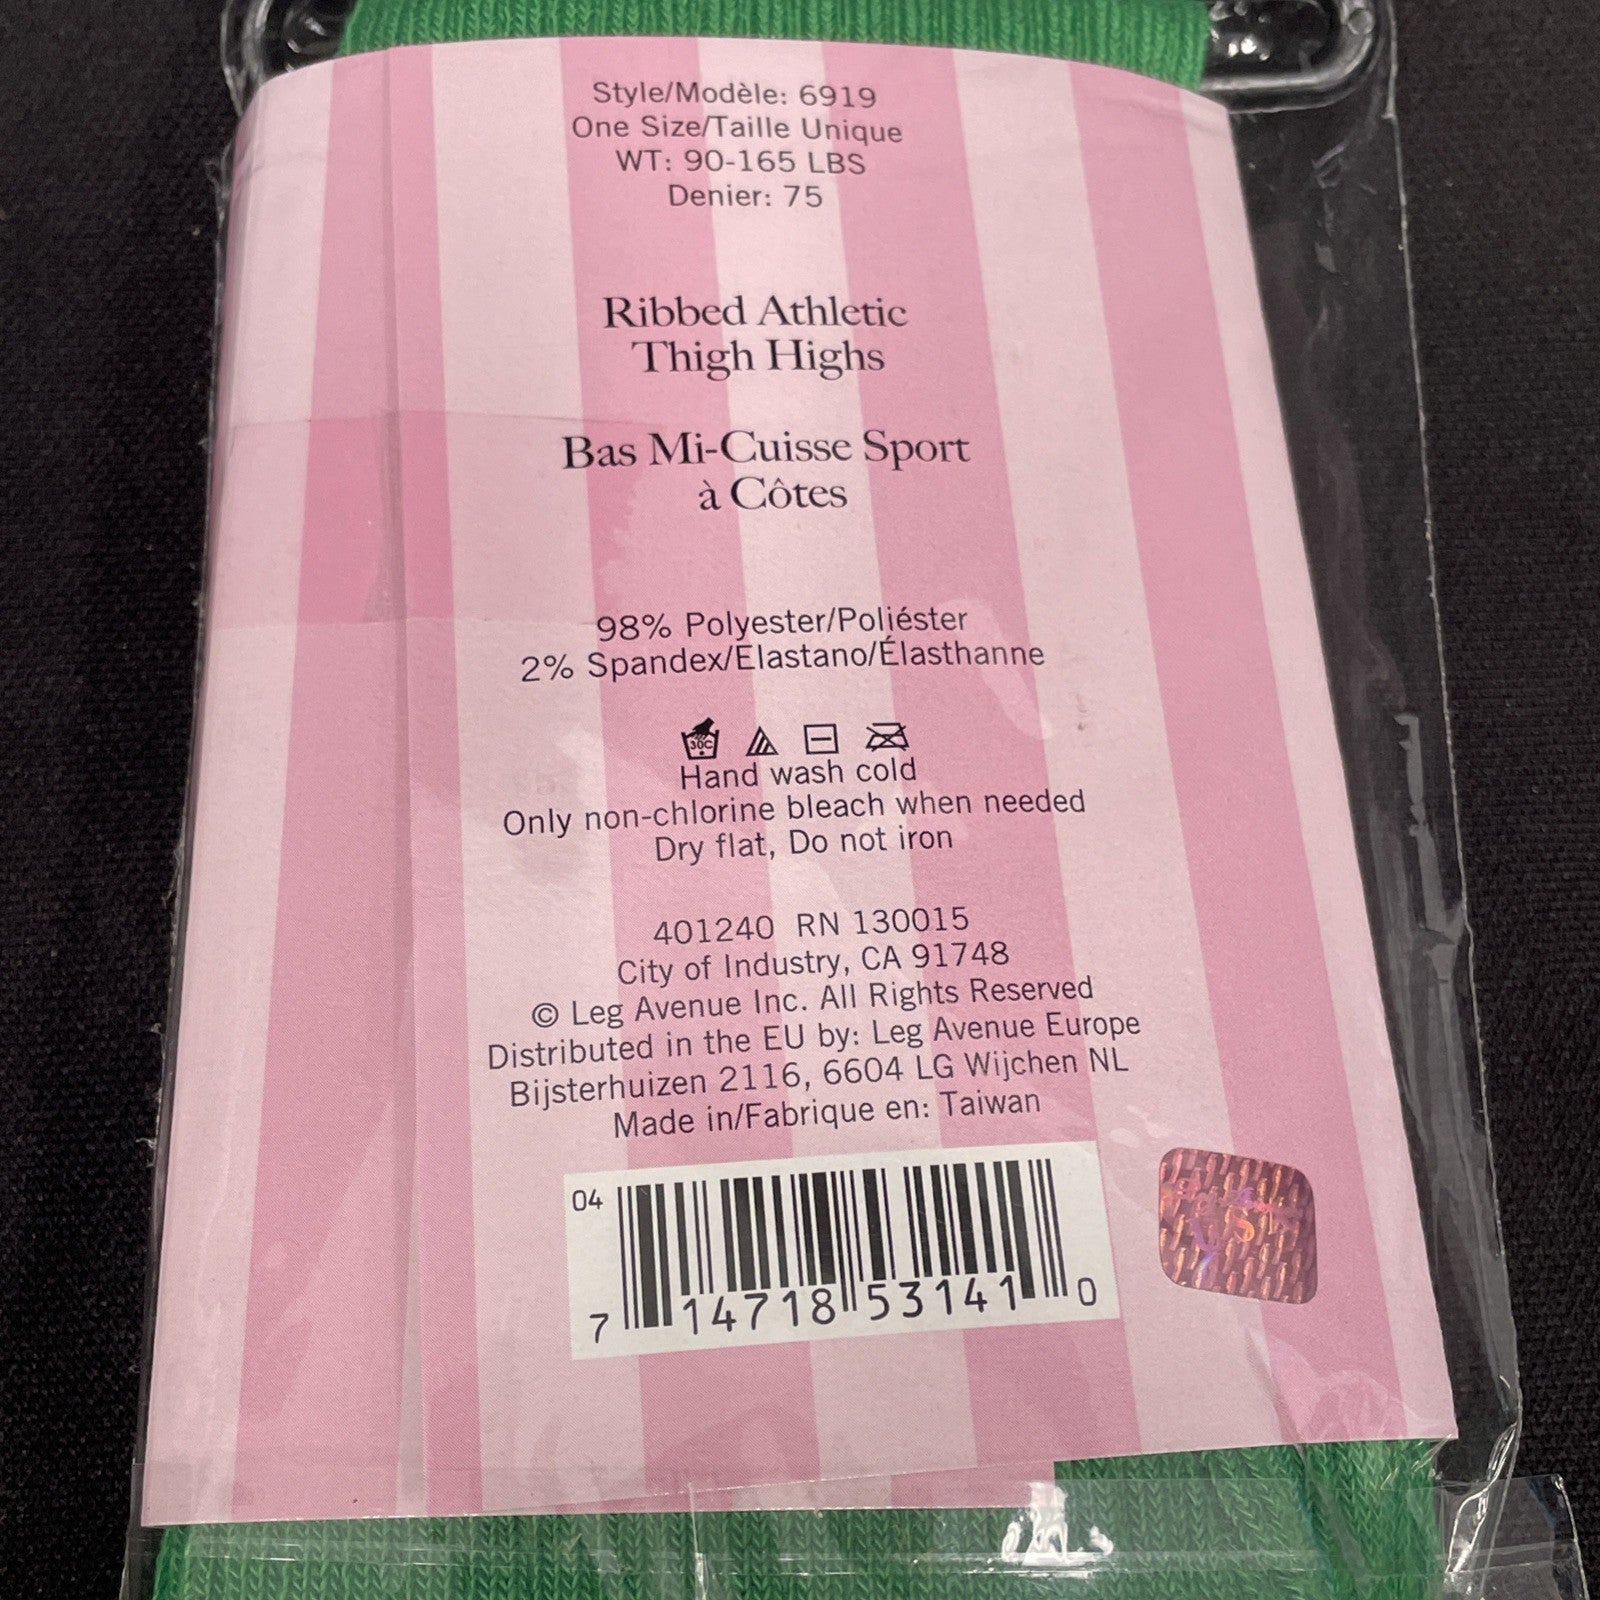 Style/Modèle: 6919
One Size/Taille Unique
WT: 90-165 LBS
Denier: 75
Ribbed Athletic
Thigh Highs
Bas Mi-Cuisse Sport
à Côtes
98% Polyester/Poliéster
2% Spandex/Elastano/Élasthanne
30C
Hand wash cold
Only non-chlorine bleach when needed
Dry flat, Do not iron
401240 RN 130015
City of Industry, CA 91748
© Leg Avenue Inc. All Rights Reserved
Distributed in the EU by: Leg Avenue Europe
Bijsterhuizen 2116, 6604 LG Wijchen NL
Made in/Fabrique en: Taiwan
04
7 14718 53141 0